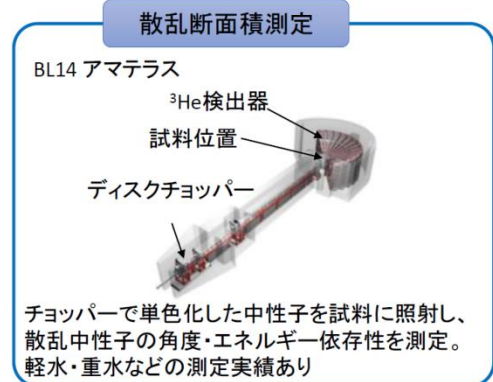 散乱断面積測定
BL14 アマテラス
³He検出器
試料位置
ディスクチョッパー
チョッパーで単色化した中性子を試料に照射し、
散乱中性子の角度・エネルギー依存性を測定。
軽水・重水などの測定実績あり